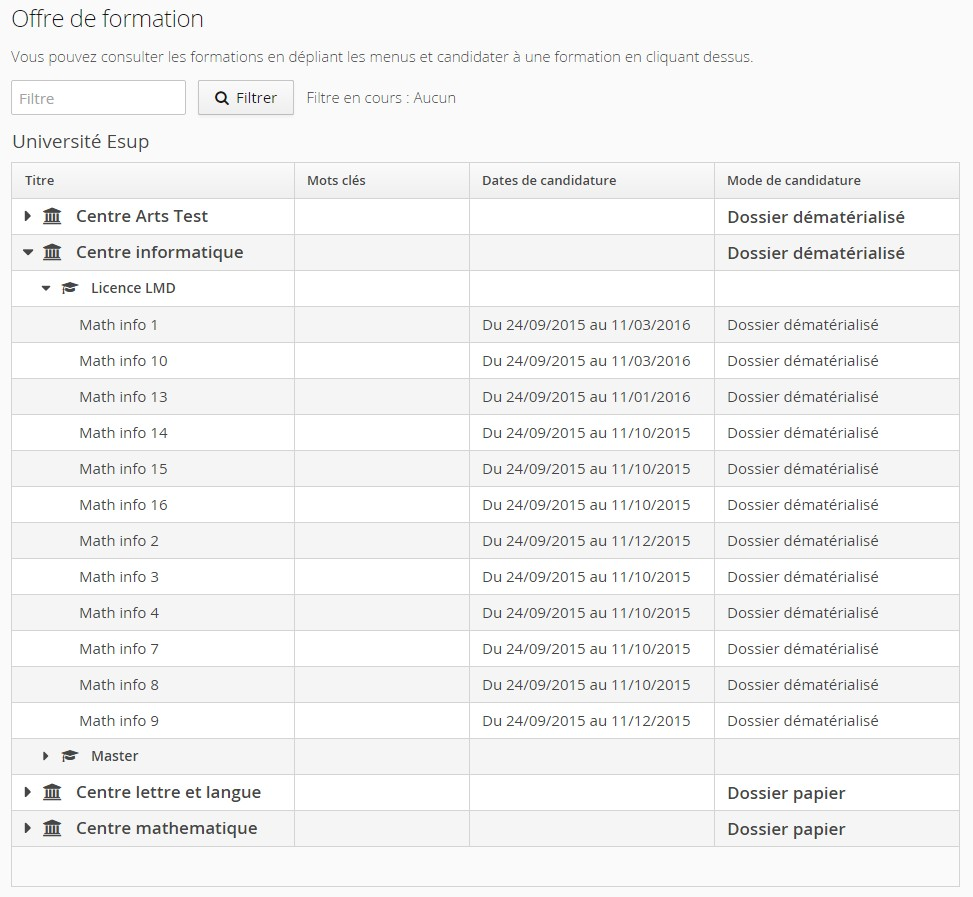 Offre de formation
Vous pouvez consulter les formations en dépliant les menus et candidater à une formation en cliquant dessus.
Filtre Filtrer Filtre en cours : Aucun
Université Esup
Titre Mots clés Dates de candidature Mode de candidature
Centre Arts Test Dossier dématérialisé
Centre informatique Dossier dématérialisé
Licence LMD
Math info 1 Du 24/09/2015 au 11/03/2016 Dossier dématérialisé
Math info 10 Du 24/09/2015 au 11/03/2016 Dossier dématérialisé
Math info 13 Du 24/09/2015 au 11/01/2016 Dossier dématérialisé
Math info 14 Du 24/09/2015 au 11/10/2015 Dossier dématérialisé
Math info 15 Du 24/09/2015 au 11/10/2015 Dossier dématérialisé
Math info 16 Du 24/09/2015 au 11/10/2015 Dossier dématérialisé
Math info 2 Du 24/09/2015 au 11/12/2015 Dossier dématérialisé
Math info 3 Du 24/09/2015 au 11/10/2015 Dossier dématérialisé
Math info 4 Du 24/09/2015 au 11/10/2015 Dossier dématérialisé
Math info 7 Du 24/09/2015 au 11/10/2015 Dossier dématérialisé
Math info 8 Du 24/09/2015 au 11/10/2015 Dossier dématérialisé
Math info 9 Du 24/09/2015 au 11/12/2015 Dossier dématérialisé
Master
Centre lettre et langue Dossier papier
Centre mathematique Dossier papier